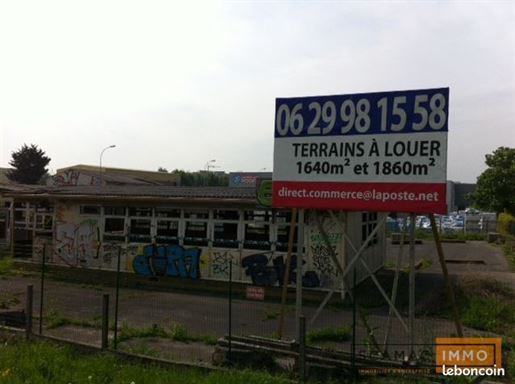 06 29 98 15 58
TERRAINS À LOUER
1640m² et 1860m²
direct.commerce@laposte.net
IMMO
leboncoin